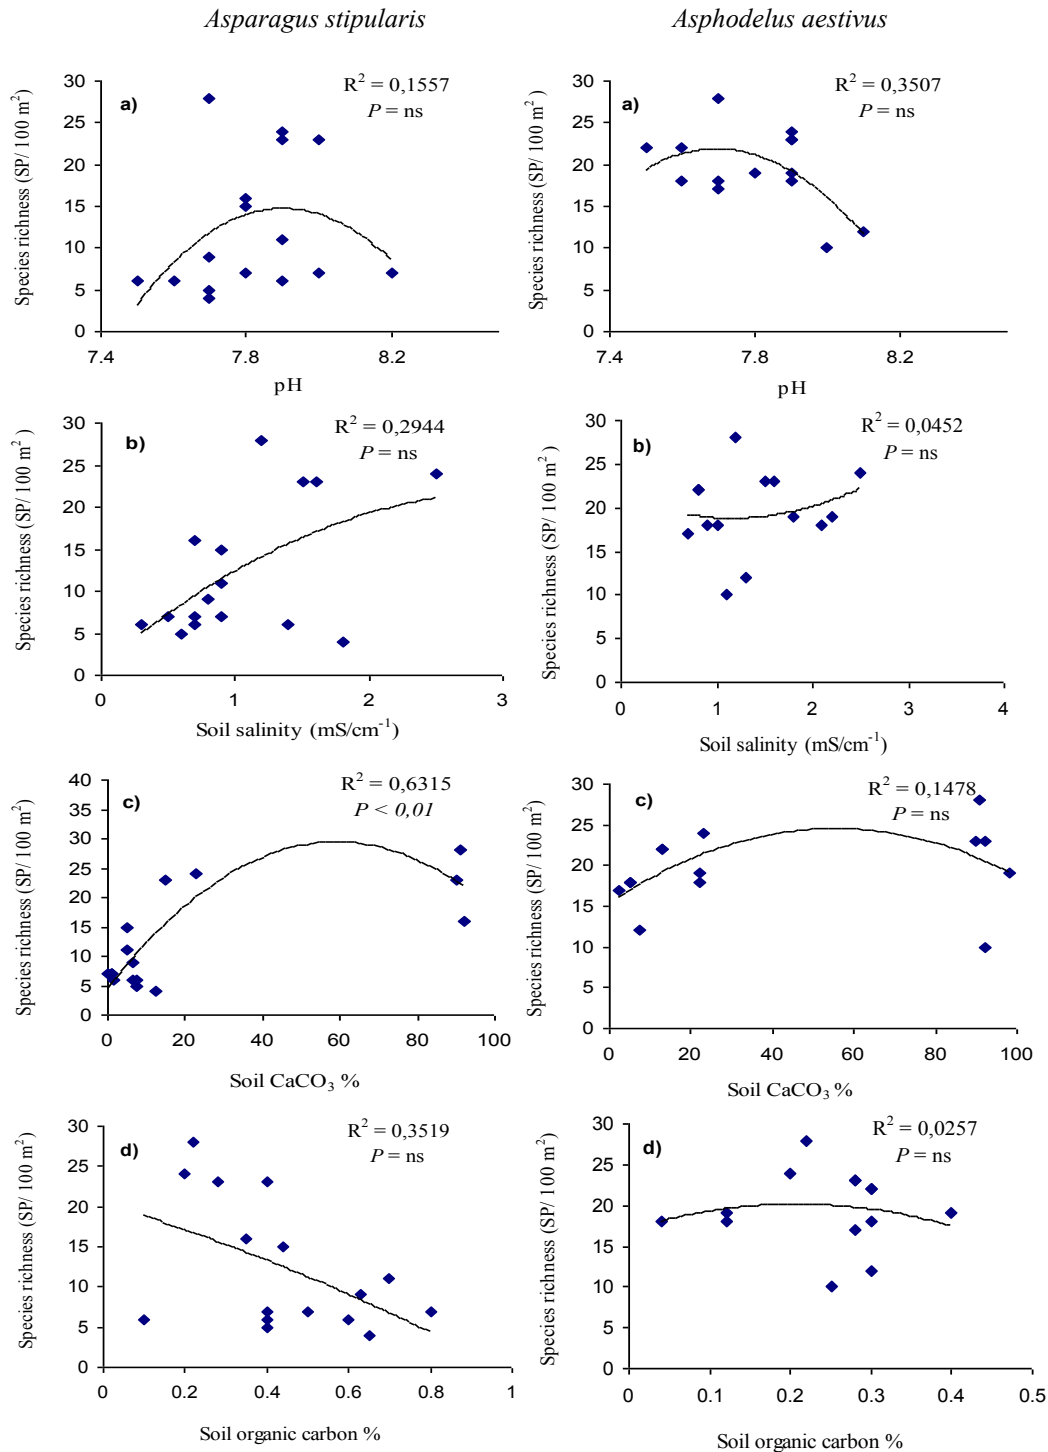 Asparagus stipularis
Asphodelus aestivus
Species richness (SP/ 100 m²)
a)
R² = 0,1557
P = ns
30
25
20
15
10
5
0
7.4
7.8
8.2
pH
Species richness (SP/ 100 m²)
a)
R² = 0,3507
P = ns
30
25
20
15
10
5
0
7.4
7.8
8.2
pH
Species richness (SP/ 100 m²)
b)
R² = 0,2944
P = ns
30
25
20
15
10
5
0
0
1
2
3
Soil salinity (mS/cm⁻¹)
Species richness (SP/ 100 m²)
b)
R² = 0,0452
P = ns
30
25
20
15
10
5
0
0
1
2
3
4
Soil salinity (mS/cm⁻¹)
Species richness (SP/ 100 m²)
c)
R² = 0,6315
P < 0,01
40
35
30
25
20
15
10
5
0
0
20
40
60
80
100
Soil CaCO₃ %
Species richness (SP/ 100 m²)
c)
R² = 0,1478
P = ns
30
25
20
15
10
5
0
0
20
40
60
80
100
Soil CaCO₃ %
Species richness (SP/ 100 m²)
d)
R² = 0,3519
P = ns
30
25
20
15
10
5
0
0
0.2
0.4
0.6
0.8
1
Soil organic carbon %
Species richness (SP/ 100 m²)
d)
R² = 0,0257
P = ns
30
25
20
15
10
5
0
0
0.1
0.2
0.3
0.4
0.5
Soil organic carbon %